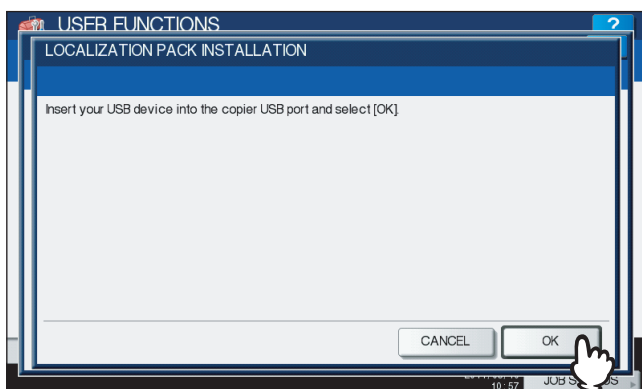 USER FUNCTIONS
?
LOCALIZATION PACK INSTALLATION
Insert your USB device into the copier USB port and select [OK].
CANCEL
OK
10:57